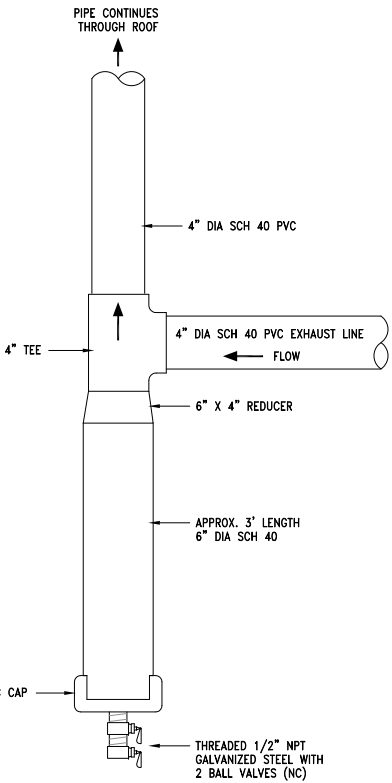 PIPE CONTINUES
THROUGH ROOF
4" DIA SCH 40 PVC
4" DIA SCH 40 PVC EXHAUST LINE
FLOW
4" TEE
6" X 4" REDUCER
APPROX. 3' LENGTH
6" DIA SCH 40
CAP
THREADED 1/2" NPT
GALVANIZED STEEL WITH
2 BALL VALVES (NC)